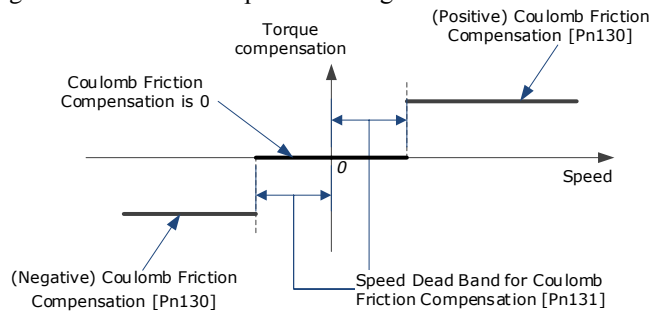 (Positive) Coulomb Friction
Compensation [Pn130]
Torque
compensation
Coulomb Friction
Compensation is 0
0
Speed
(Negative) Coulomb Friction
Compensation [Pn130]
Speed Dead Band for Coulomb
Friction Compensation [Pn131]